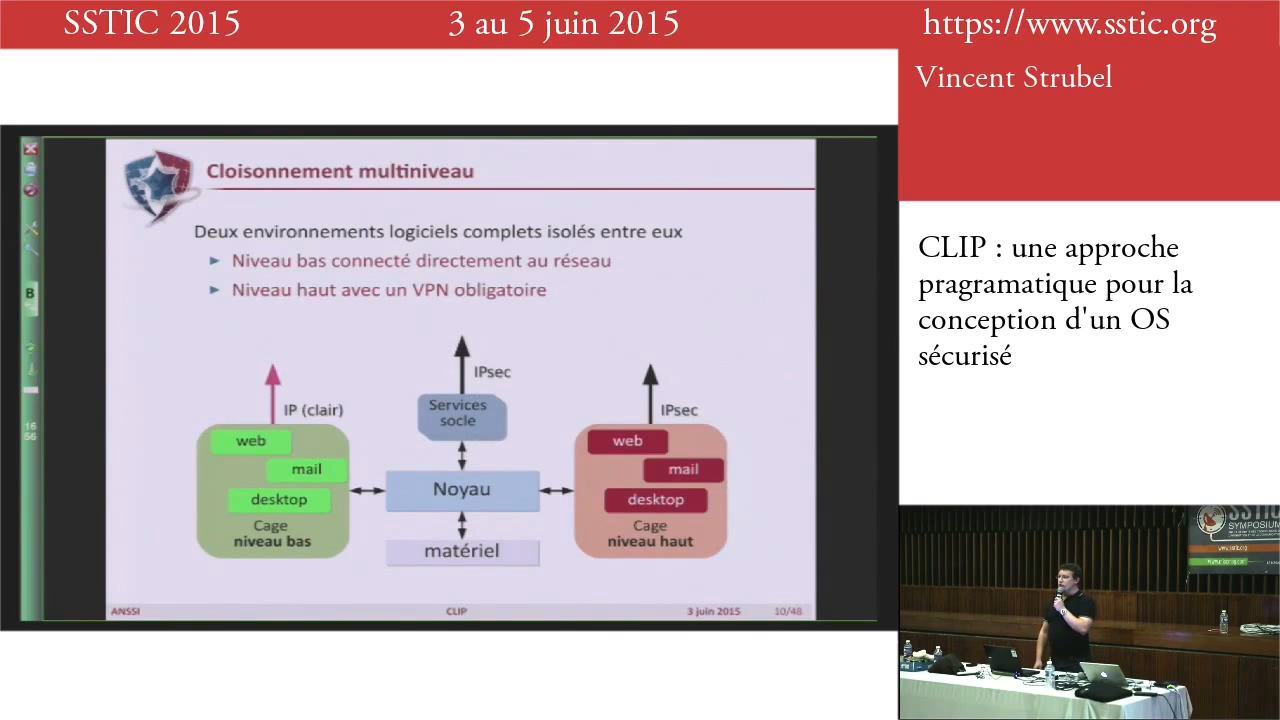 SSTIC 2015
3 au 5 juin 2015
https://www.sstic.org
Vincent Strubel
Cloisonnement multiniveau
Deux environnements logiciels complets isolés entre eux
Niveau bas connecté directement au réseau
Niveau haut avec un VPN obligatoire
IPsec
IP (clair)
Services
socle
IPsec
web
mail
desktop
Cage
niveau bas
Noyau
matériel
web
mail
desktop
Cage
niveau haut
ANSSI
CLIP
3 juin 2015
10/48
B
16
56
CLIP : une approche
pragramatique pour la
conception d'un OS
sécurisé
SSTIC
SYMPOSIUM